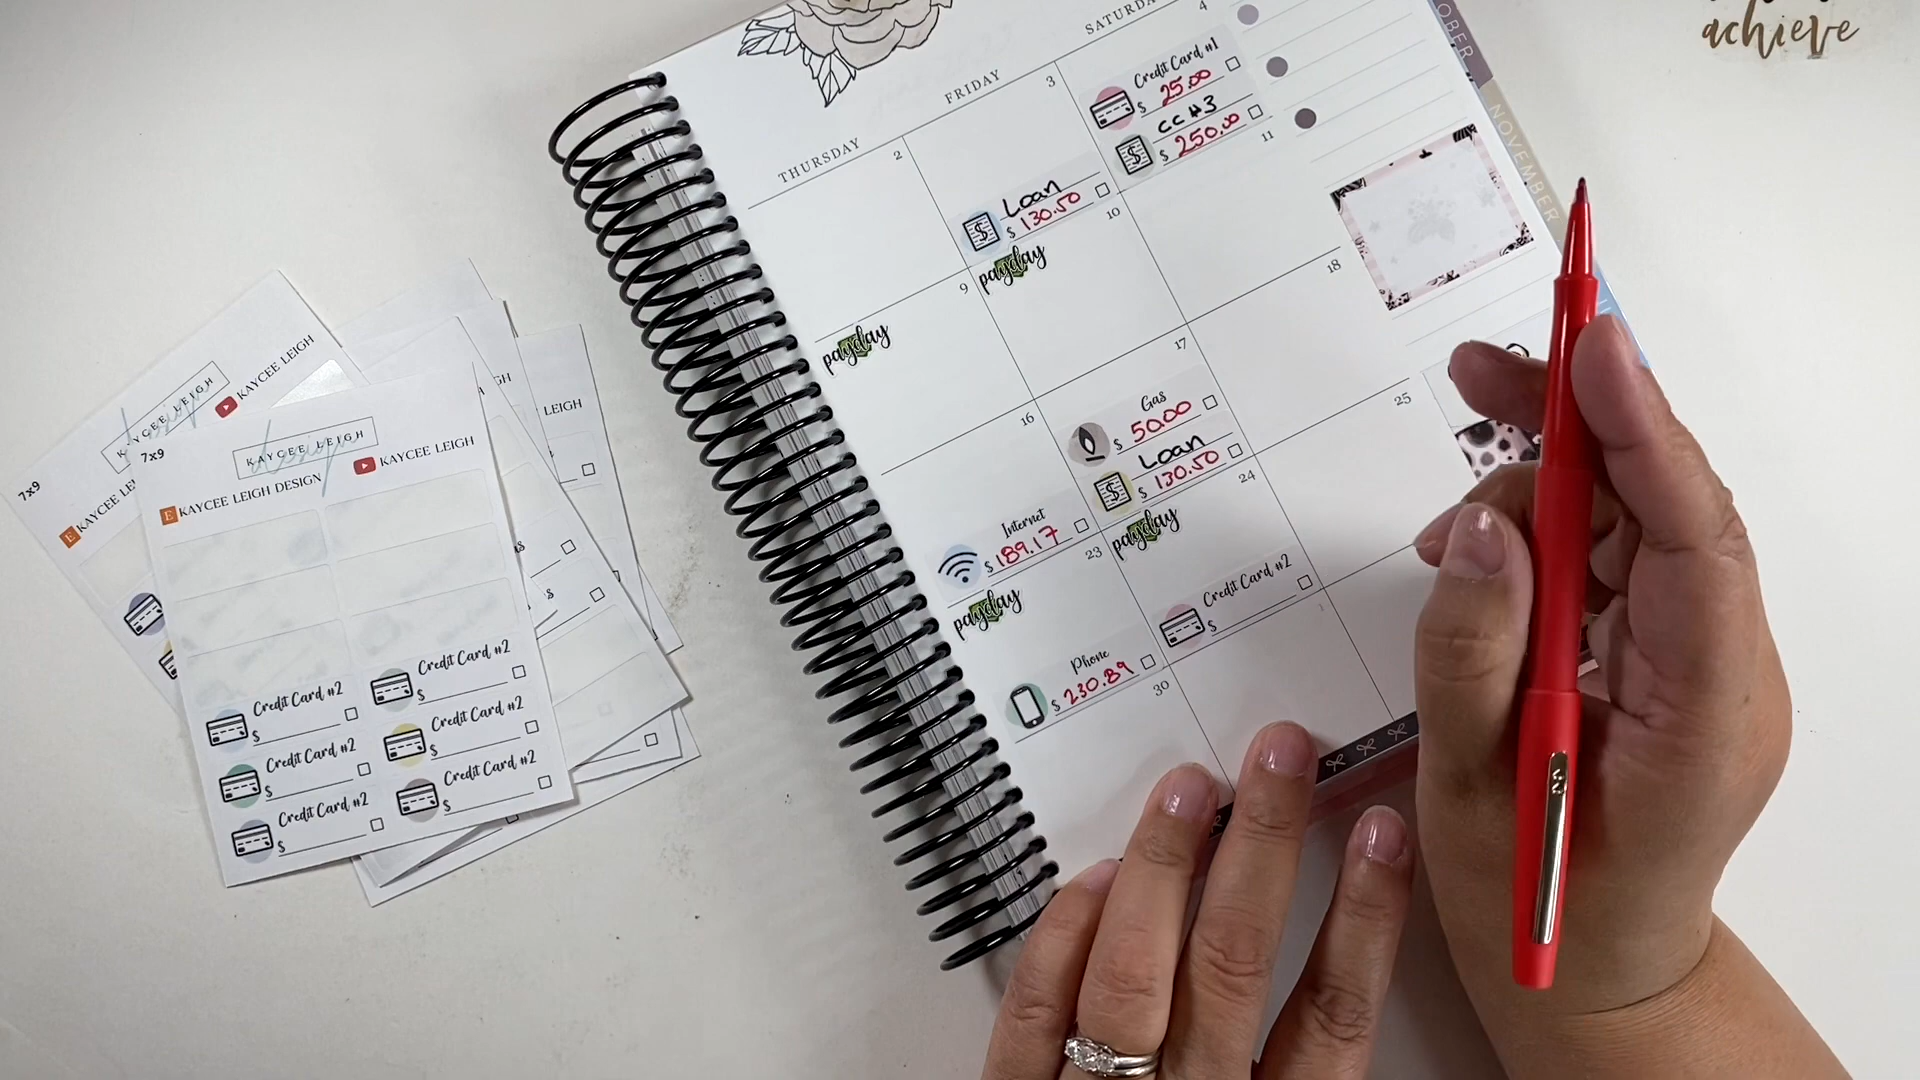 achieve
THURSDAY
FRIDAY
2
3
4
OBER
NOVEMBER
Credit Card #1
$ 25.00
CC #3
$ 250.00
Loan
$ 130.50
9
10
11
payday
payday
16
17
18
Gas
$ 50.00
Loan
$ 130.50
Internet
$ 189.17
23
24
25
payday
payday
Phone
$ 230.89
Credit Card #2
$
30
1
7x9
KAYCEE LEIGH
KAYCEE LEIGH
7x9
KAYCEE LEIGH
design
KAYCEE LEIGH
E KAYCEE LEIGH DESIGN
LEIGH
Credit Card #2
$
Credit Card #2
$
Credit Card #2
$
Credit Card #2
$
Credit Card #2
$
Credit Card #2
$